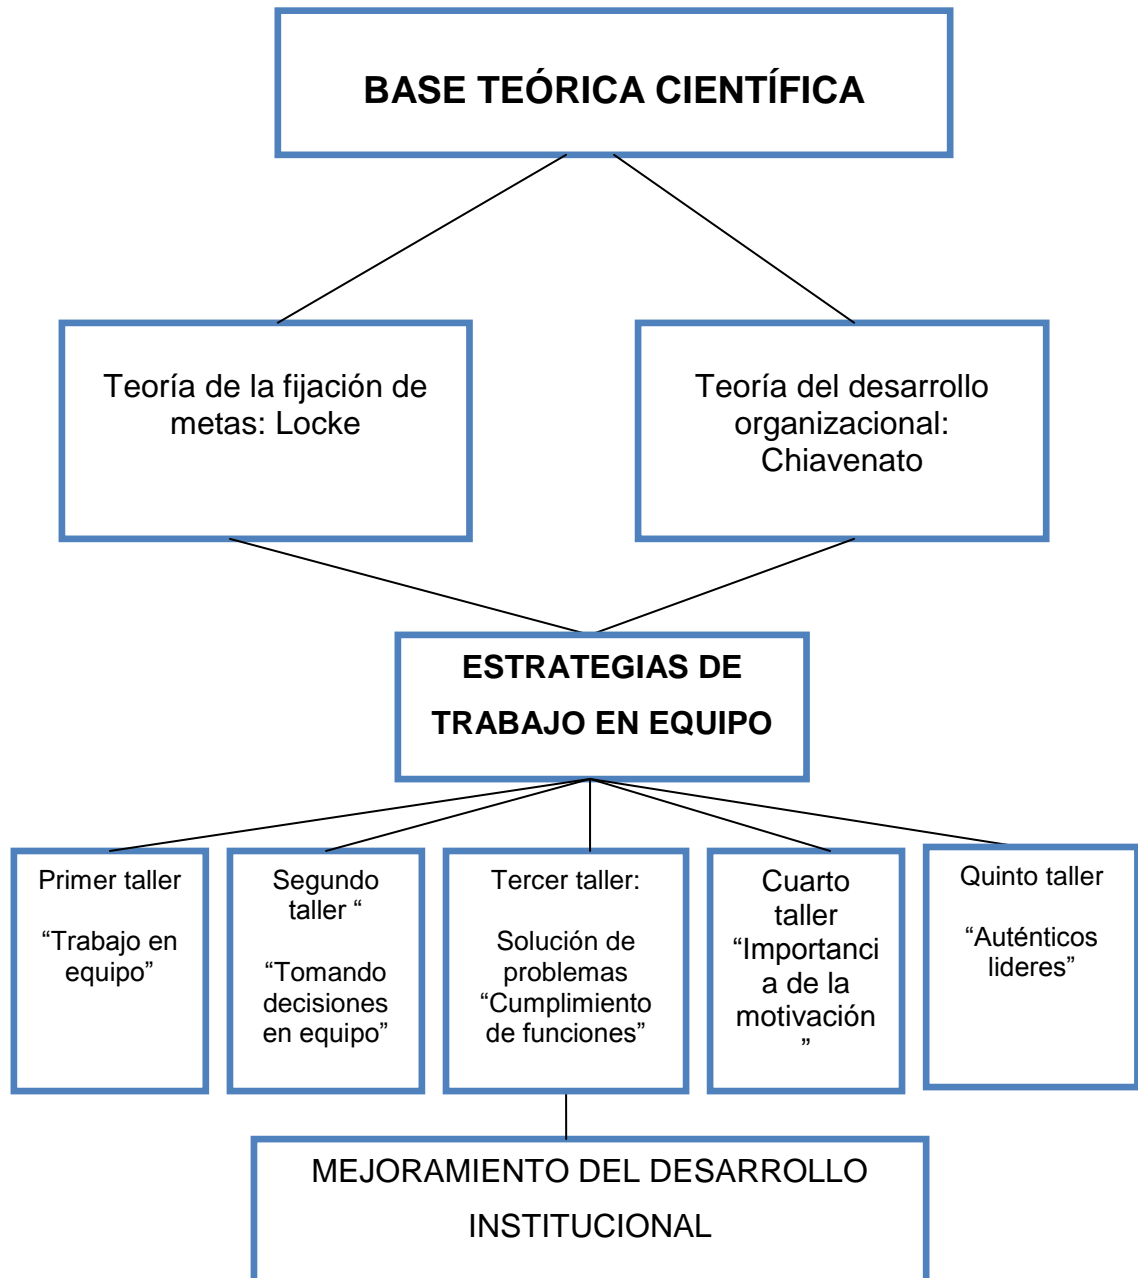 BASE TEÓRICA CIENTÍFICA
Teoría de la fijación de
metas: Locke
Teoría del desarrollo
organizacional:
Chiavenato
ESTRATEGIAS DE
TRABAJO EN EQUIPO
Primer taller
“Trabajo en
equipo”
Segundo
taller “
“Tomando
decisiones
en equipo”
Tercer taller:
Solución de
problemas
“Cumplimiento
de funciones”
Cuarto
taller
“Importanci
a de la
motivación
”
Quinto taller
“Auténticos
lideres”
MEJORAMIENTO DEL DESARROLLO
INSTITUCIONAL